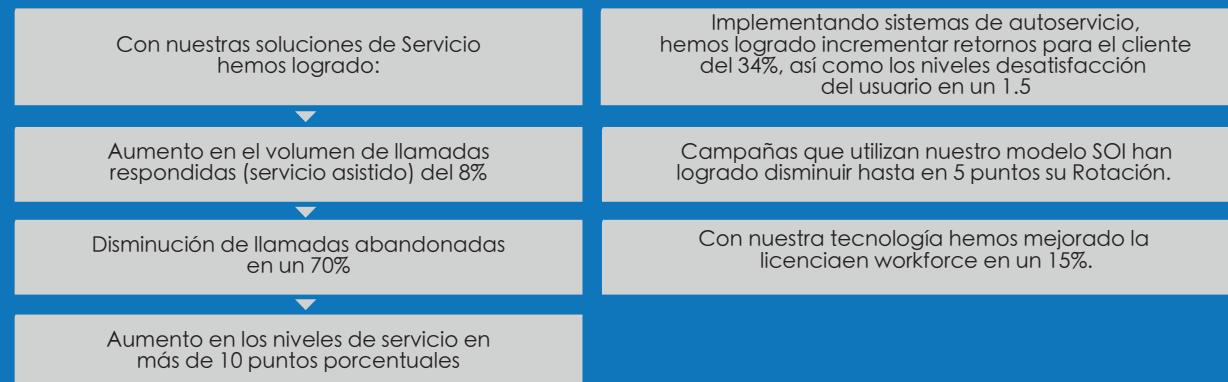 Con nuestras soluciones de Servicio
hemos logrado:
Aumento en el volumen de llamadas
respondidas (servicio asistido) del 8%
Disminución de llamadas abandonadas
en un 70%
Aumento en los niveles de servicio en
más de 10 puntos porcentuales
Implementando sistemas de autoservicio,
hemos logrado incrementar retornos para el cliente
del 34%, así como los niveles desatisfacción
del usuario en un 1.5
Campañas que utilizan nuestro modelo SOI han
logrado disminuir hasta en 5 puntos su Rotación.
Con nuestra tecnología hemos mejorado la
licenciaen workforce en un 15%.